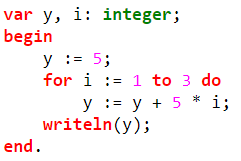 var y, i: integer;
begin
y := 5;
for i := 1 to 3 do
y := y + 5 * i;
writeln(y);
end.